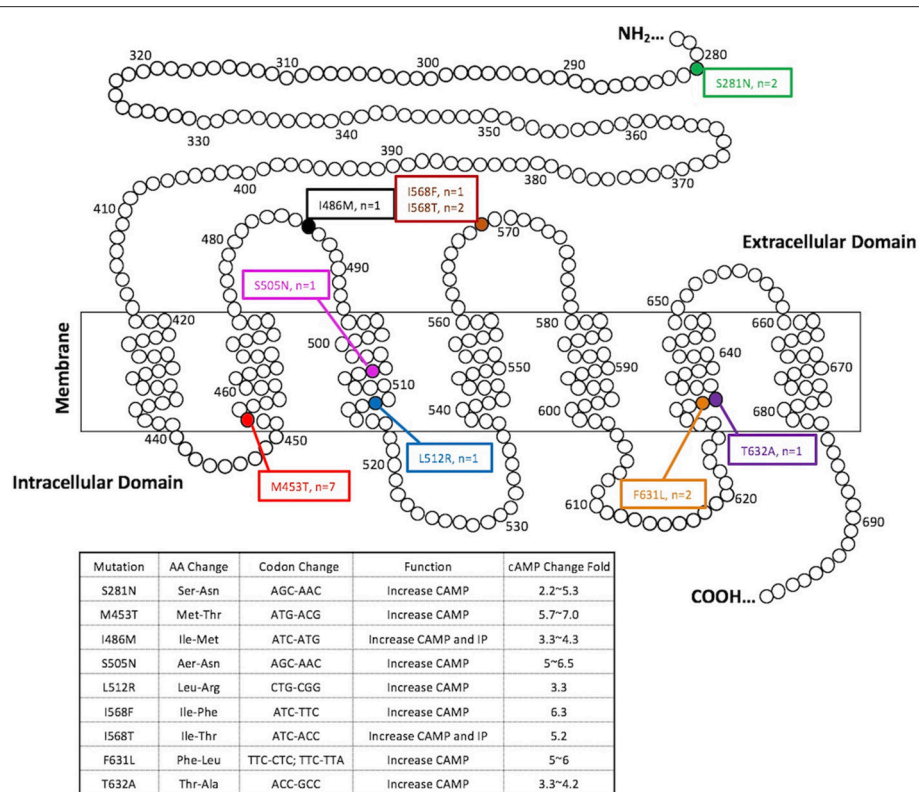 NH2...
280
320
310
300
290
S281N, n=2
330
340
350
360
370
380
390
400
410
I486M, n=1
I568F, n=1
I568T, n=2
570
480
490
Extracellular Domain
S505N, n=1
650
Membrane
420
500
560
580
660
460
510
550
590
640
670
540
600
680
440
450
Intracellular Domain
M453T, n=7
520
L512R, n=1
530
610
F631L, n=2
620
T632A, n=1
690
COOH...
Mutation AA Change Codon Change Function cAMP Change Fold
S281N Ser-Asn AGC-AAC Increase CAMP 2.2~5.3
M453T Met-Thr ATG-ACG Increase CAMP 5.7~7.0
I486M Ile-Met ATC-ATG Increase CAMP and IP 3.3~4.3
S505N Aer-Asn AGC-AAC Increase CAMP 5~6.5
L512R Leu-Arg CTG-CGG Increase CAMP 3.3
I568F Ile-Phe ATC-TTC Increase CAMP 6.3
I568T Ile-Thr ATC-ACC Increase CAMP and IP 5.2
F631L Phe-Leu TTC-CTC; TTC-TTA Increase CAMP 5~6
T632A Thr-Ala ACC-GCC Increase CAMP 3.3~4.2